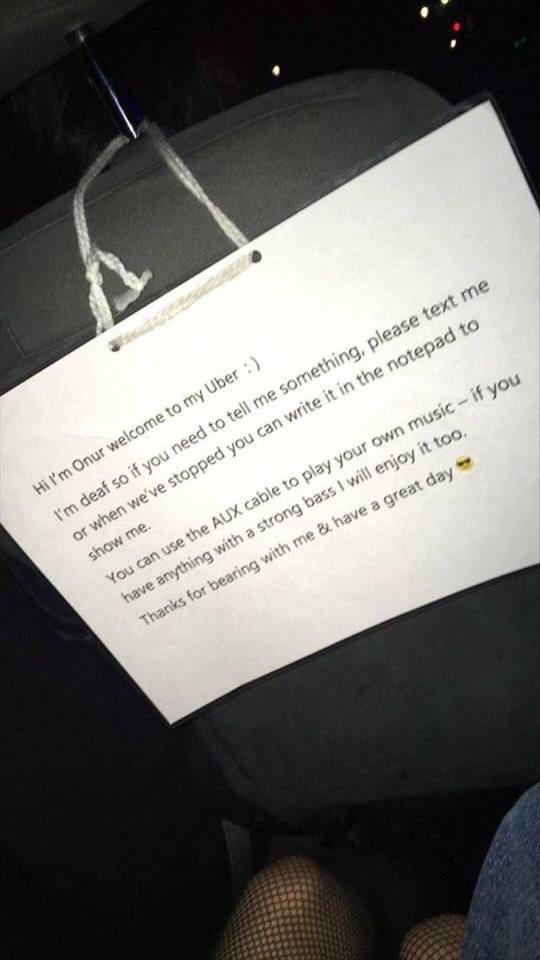 Hi I'm Onur welcome to my Uber :)
I'm deaf so if you need to tell me something, please text me
or when we've stopped you can write it in the notepad to
show me.
You can use the AUX cable to play your own music – if you
have anything with a strong bass I will enjoy it too.
Thanks for bearing with me & have a great day 😎